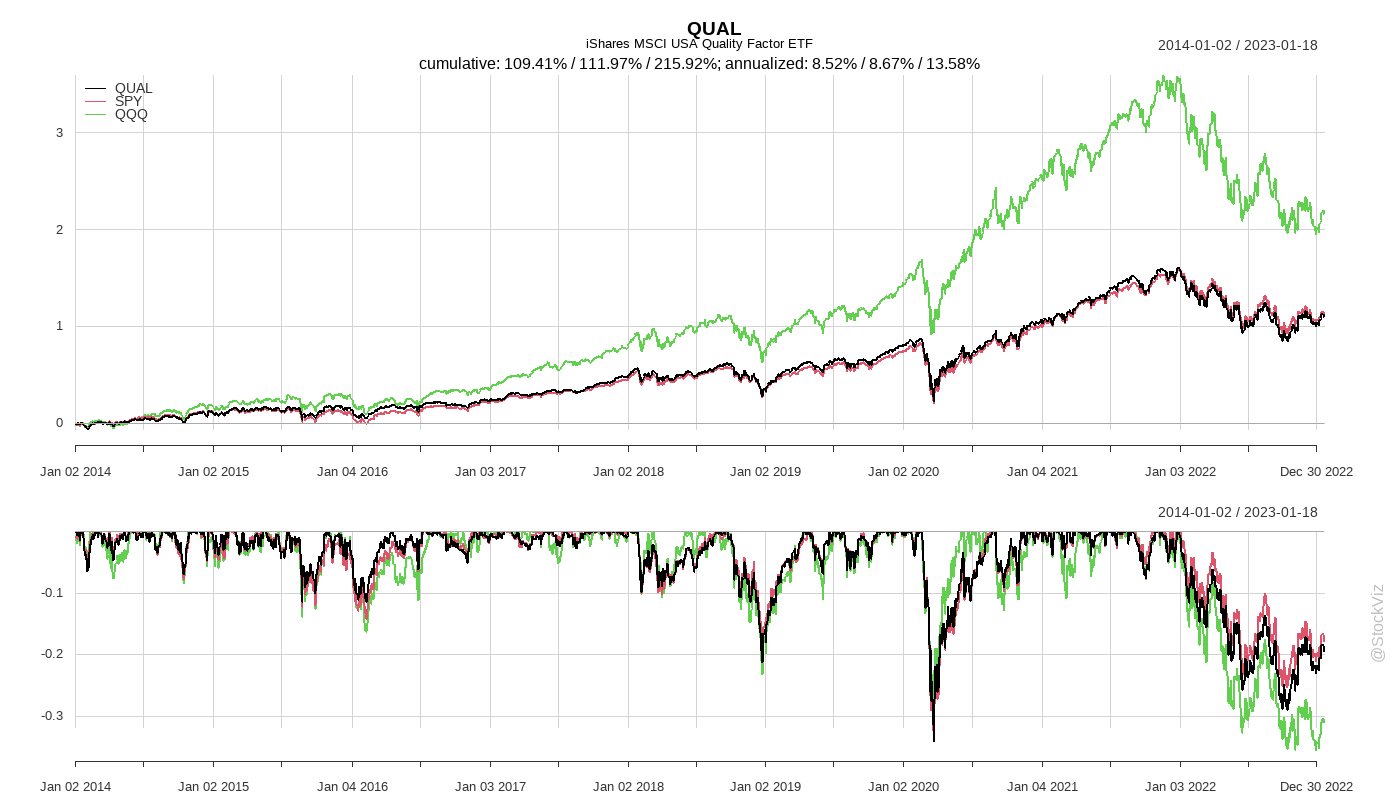 QUAL
iShares MSCI USA Quality Factor ETF
2014-01-02 / 2023-01-18
cumulative: 109.41% / 111.97% / 215.92%; annualized: 8.52% / 8.67% / 13.58%
QUAL
SPY
QQQ
3
2
1
0
Jan 02 2014 Jan 02 2015 Jan 04 2016 Jan 03 2017 Jan 02 2018 Jan 02 2019 Jan 02 2020 Jan 04 2021 Jan 03 2022 Dec 30 2022
2014-01-02 / 2023-01-18
-0.1
-0.2
-0.3
Jan 02 2014 Jan 02 2015 Jan 04 2016 Jan 03 2017 Jan 02 2018 Jan 02 2019 Jan 02 2020 Jan 04 2021 Jan 03 2022 Dec 30 2022
@StockViz